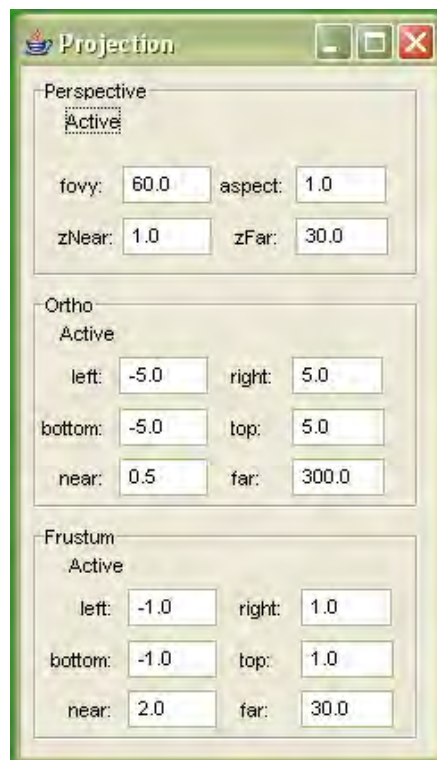 Projection
Perspective
Active
fovy: 60.0 aspect: 1.0
zNear: 1.0 zFar: 30.0
Ortho
Active
left: -5.0 right: 5.0
bottom: -5.0 top: 5.0
near: 0.5 far: 300.0
Frustum
Active
left: -1.0 right: 1.0
bottom: -1.0 top: 1.0
near: 2.0 far: 30.0